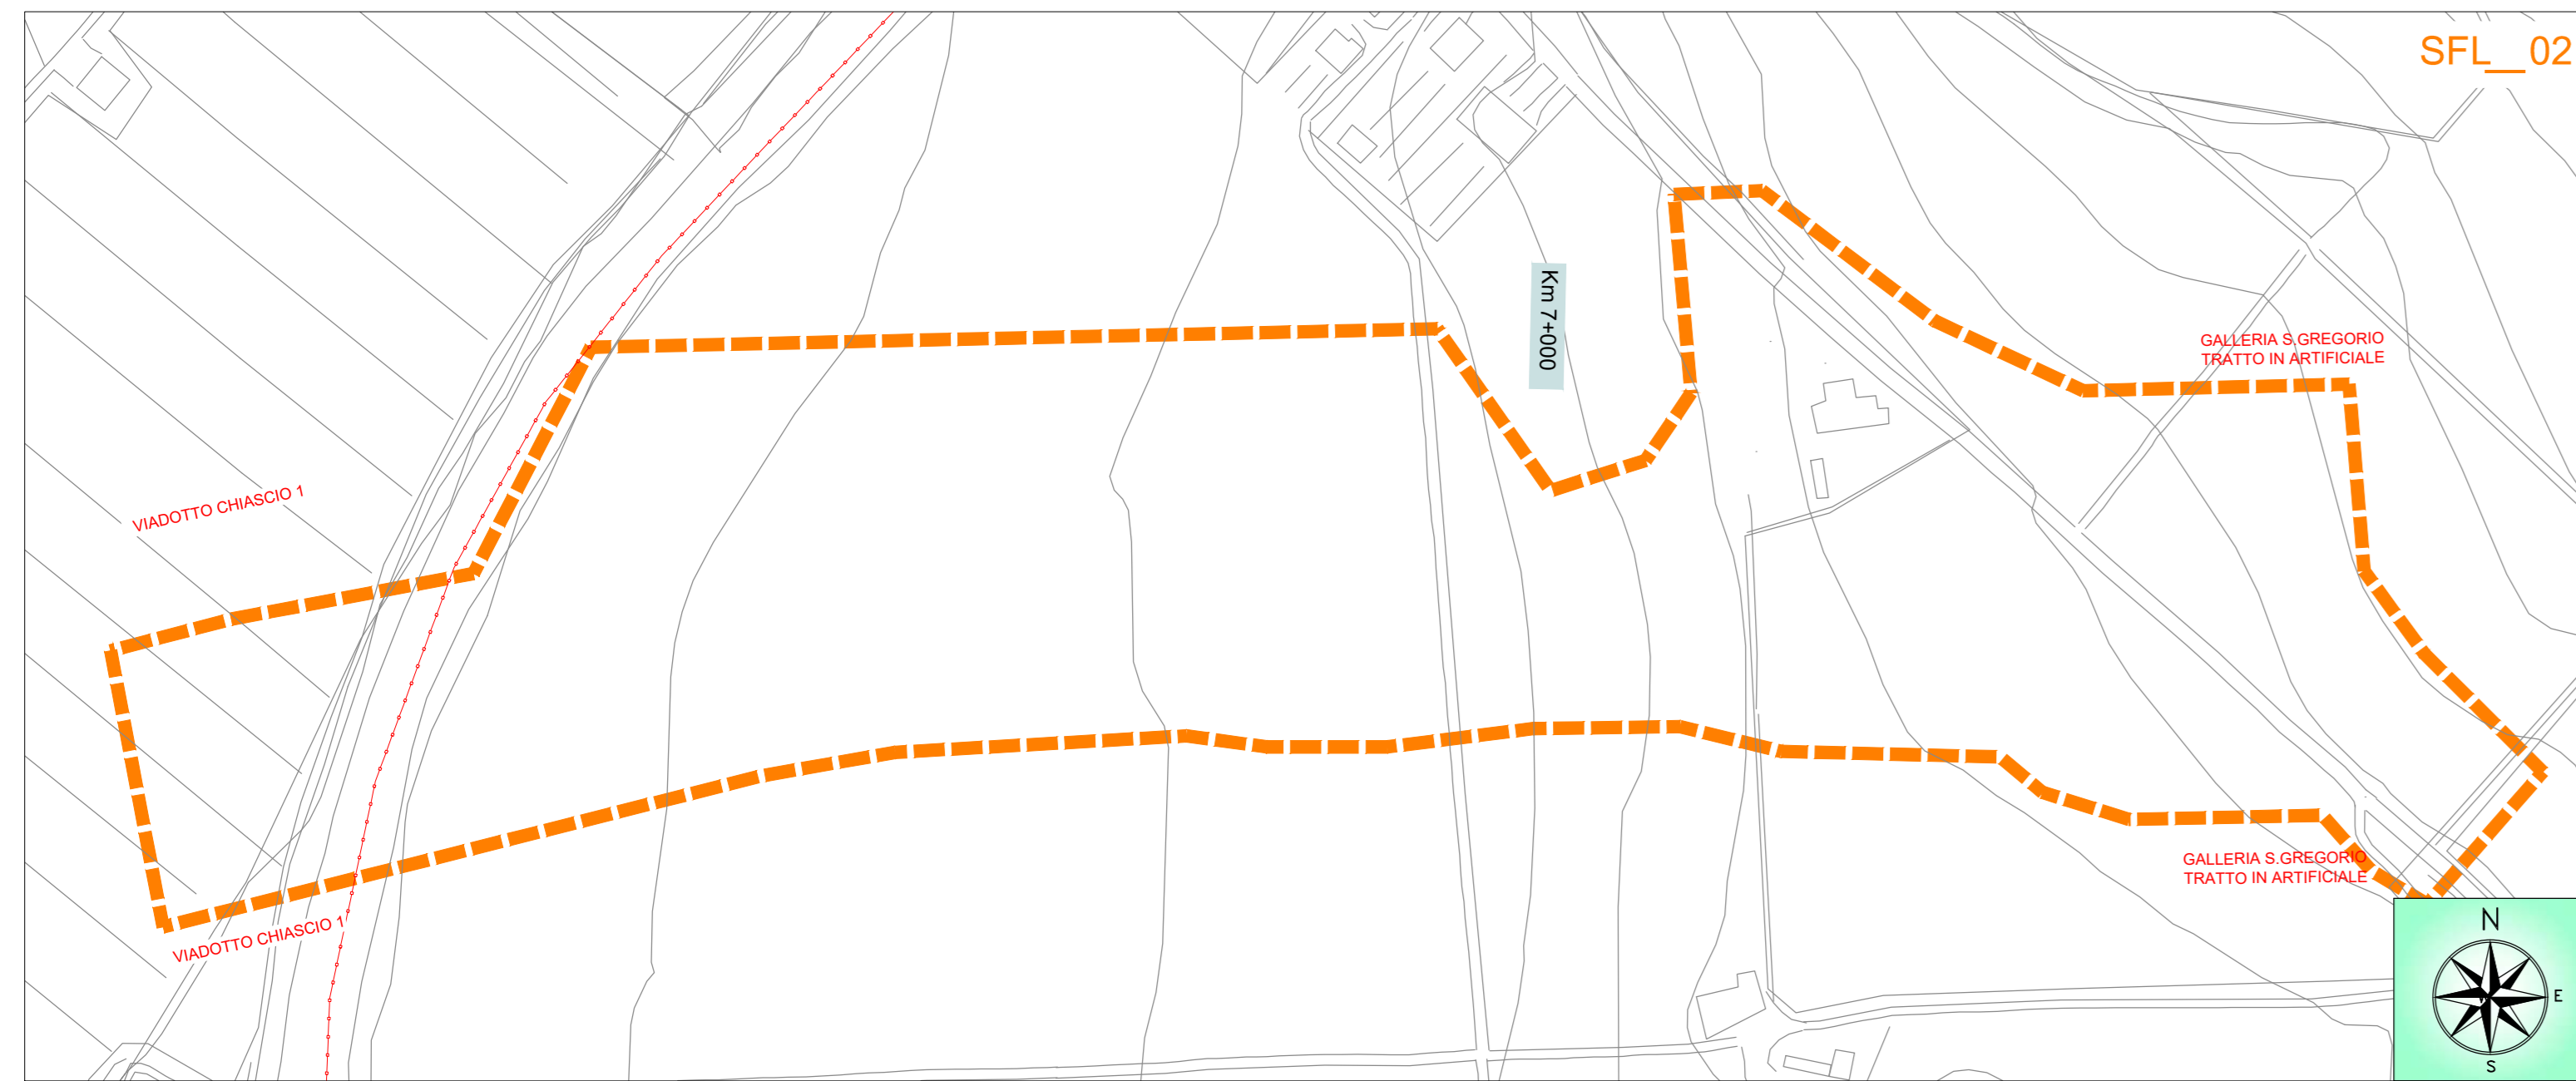 SFL__02
Km 7+000
GALLERIA S.GREGORIO
TRATTO IN ARTIFICIALE
VIADOTTO CHIASCIO 1
GALLERIA S.GREGORIO
TRATTO IN ARTIFICIALE
VIADOTTO CHIASCIO 1
N
E
S